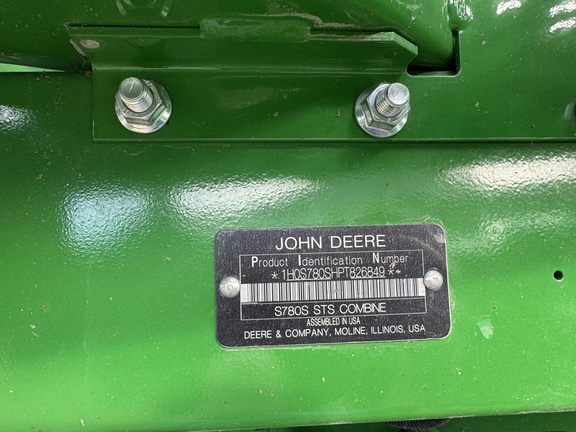 JOHN DEERE
Product Identification Number
*1H0S780SHPT826849*
S780S STS COMBINE
ASSEMBLED IN USA
DEERE & COMPANY, MOLINE, ILLINOIS, USA